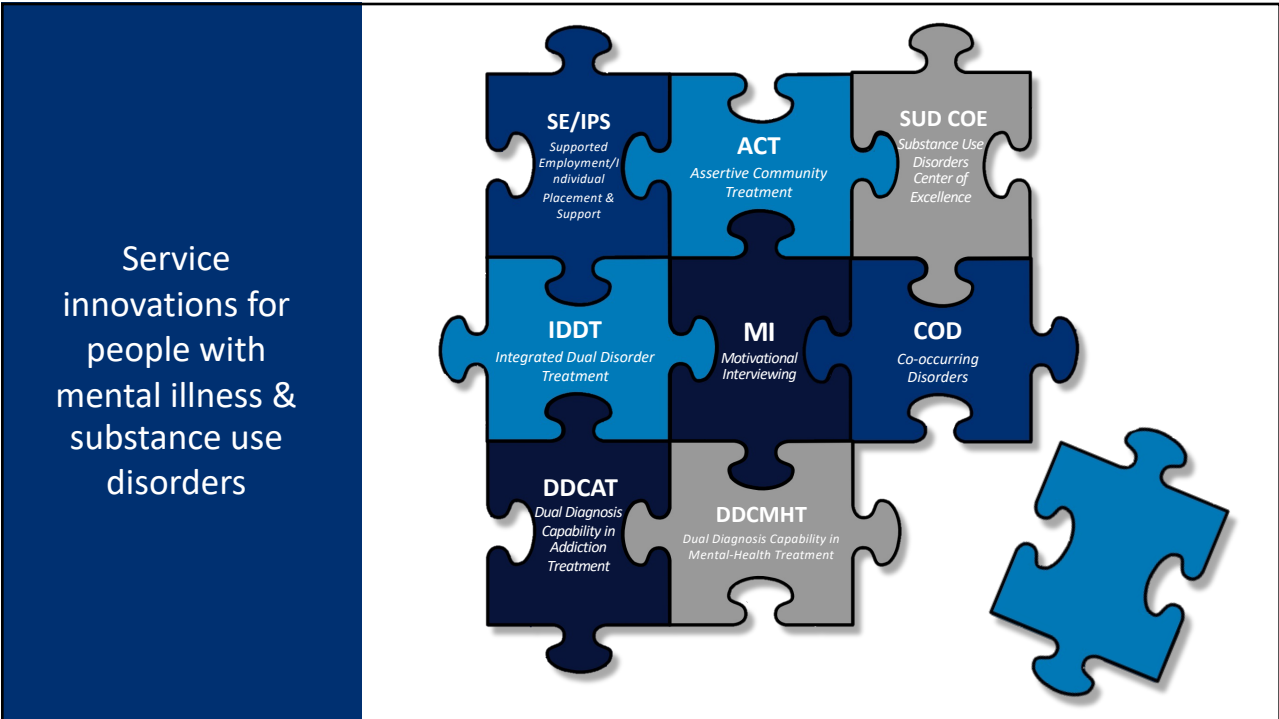 Service
innovations for
people with
mental illness &
substance use
disorders
SE/IPS
Supported
Employment/I
ndividual
Placement &
Support
ACT
Assertive Community
Treatment
SUD COE
Substance Use
Disorders
Center of
Excellence
IDDT
Integrated Dual Disorder
Treatment
MI
Motivational
Interviewing
COD
Co-occurring
Disorders
DDCAT
Dual Diagnosis
Capability in
Addiction
Treatment
DDCMHT
Dual Diagnosis Capability in
Mental-Health Treatment